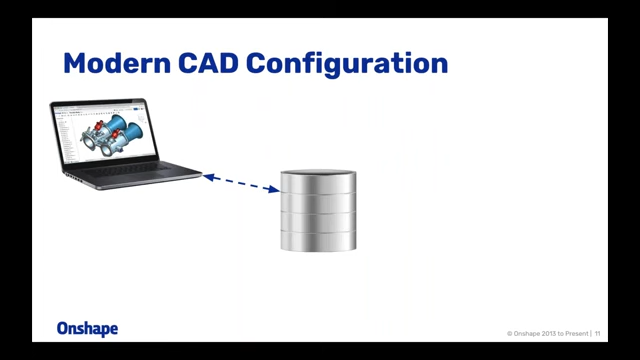 Modern CAD Configuration
Onshape
© Onshape 2013 to Present | 11